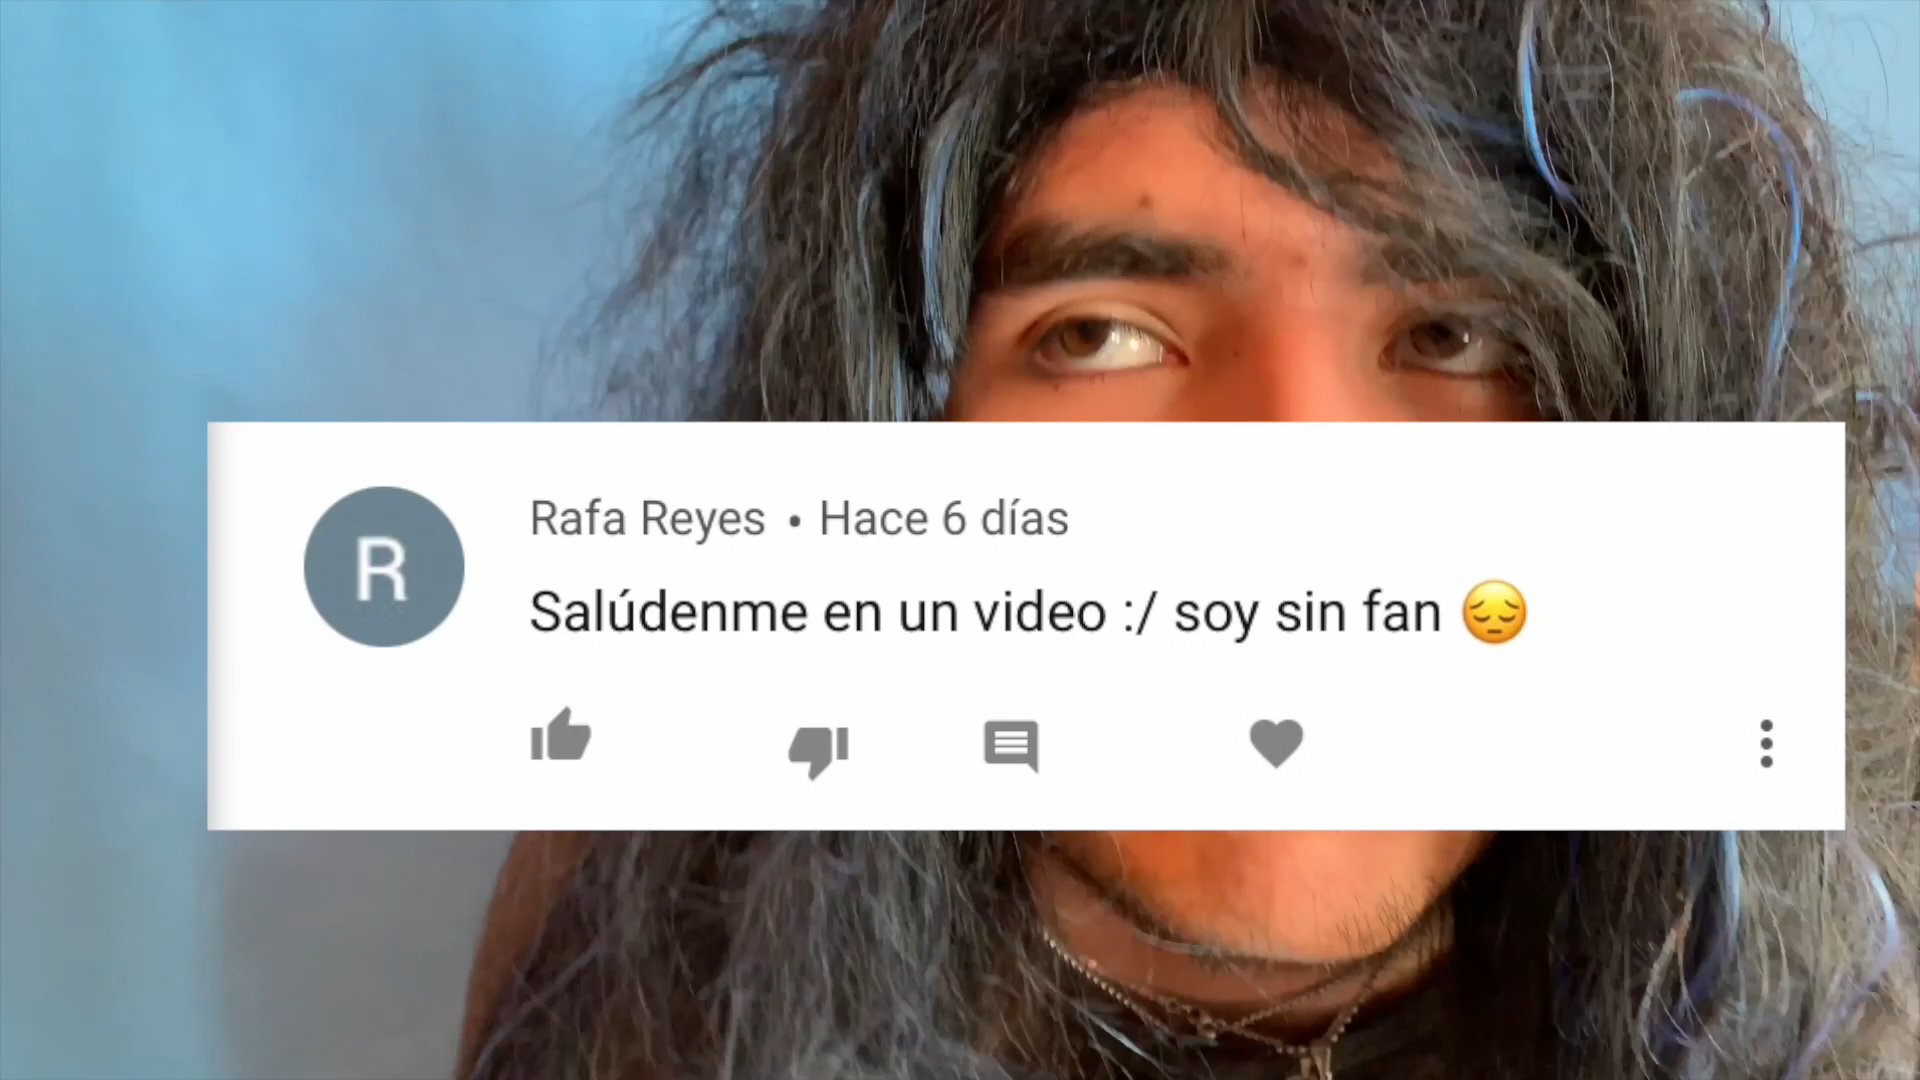 R
Rafa Reyes • Hace 6 días
Salúdenme en un video :/ soy sin fan 😔